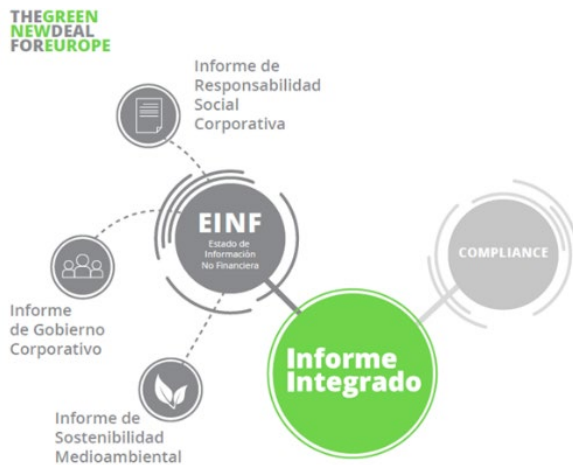 THEGREEN
NEWDEAL
FOREUROPE
Informe de
Responsabilidad
Social
Corporativa
EINF
Estado de
Información
No Financiera
COMPLIANCE
Informe
de Gobierno
Corporativo
Informe
Integrado
Informe de
Sostenibilidad
Medioambiental